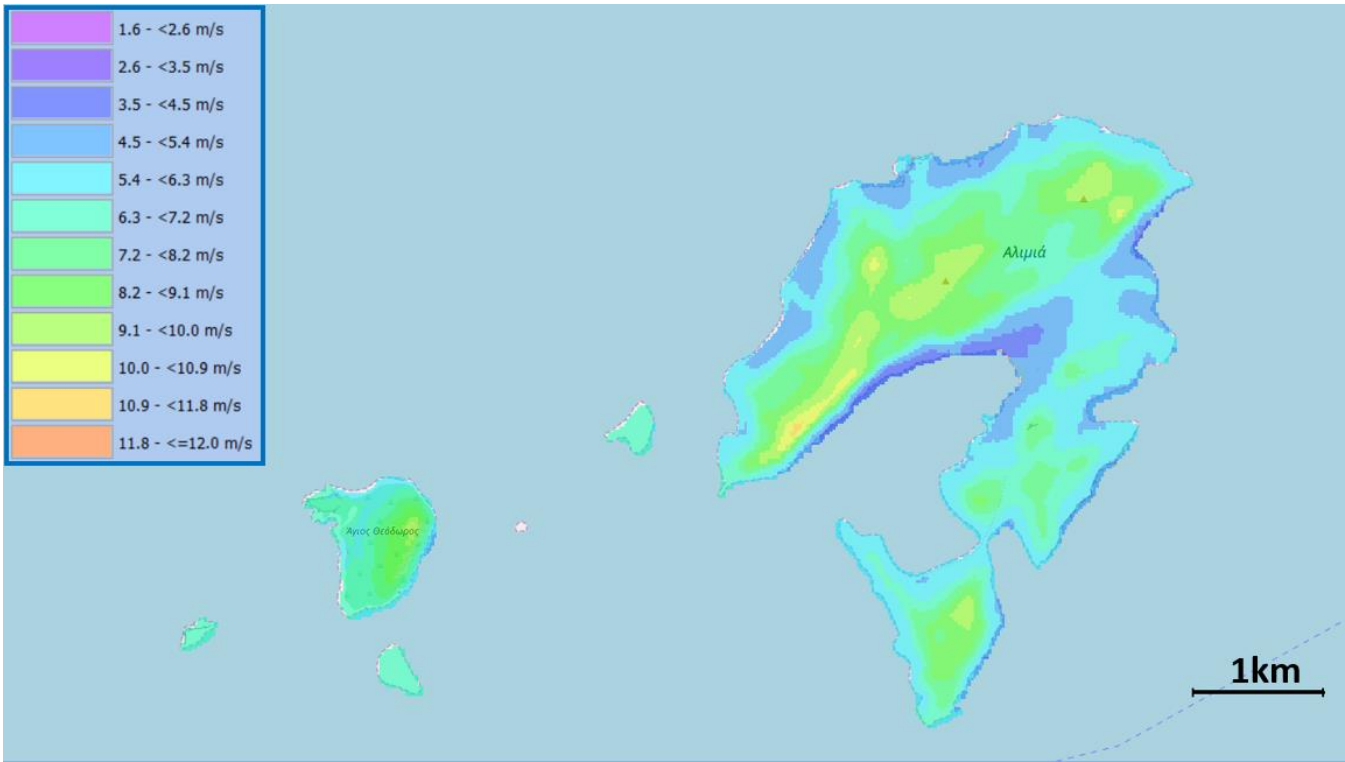 1.6 - <2.6 m/s
2.6 - <3.5 m/s
3.5 - <4.5 m/s
4.5 - <5.4 m/s
5.4 - <6.3 m/s
6.3 - <7.2 m/s
7.2 - <8.2 m/s
8.2 - <9.1 m/s
9.1 - <10.0 m/s
10.0 - <10.9 m/s
10.9 - <11.8 m/s
11.8 - <=12.0 m/s
Αλιμιά
Άγιος Θεόδωρος
1km